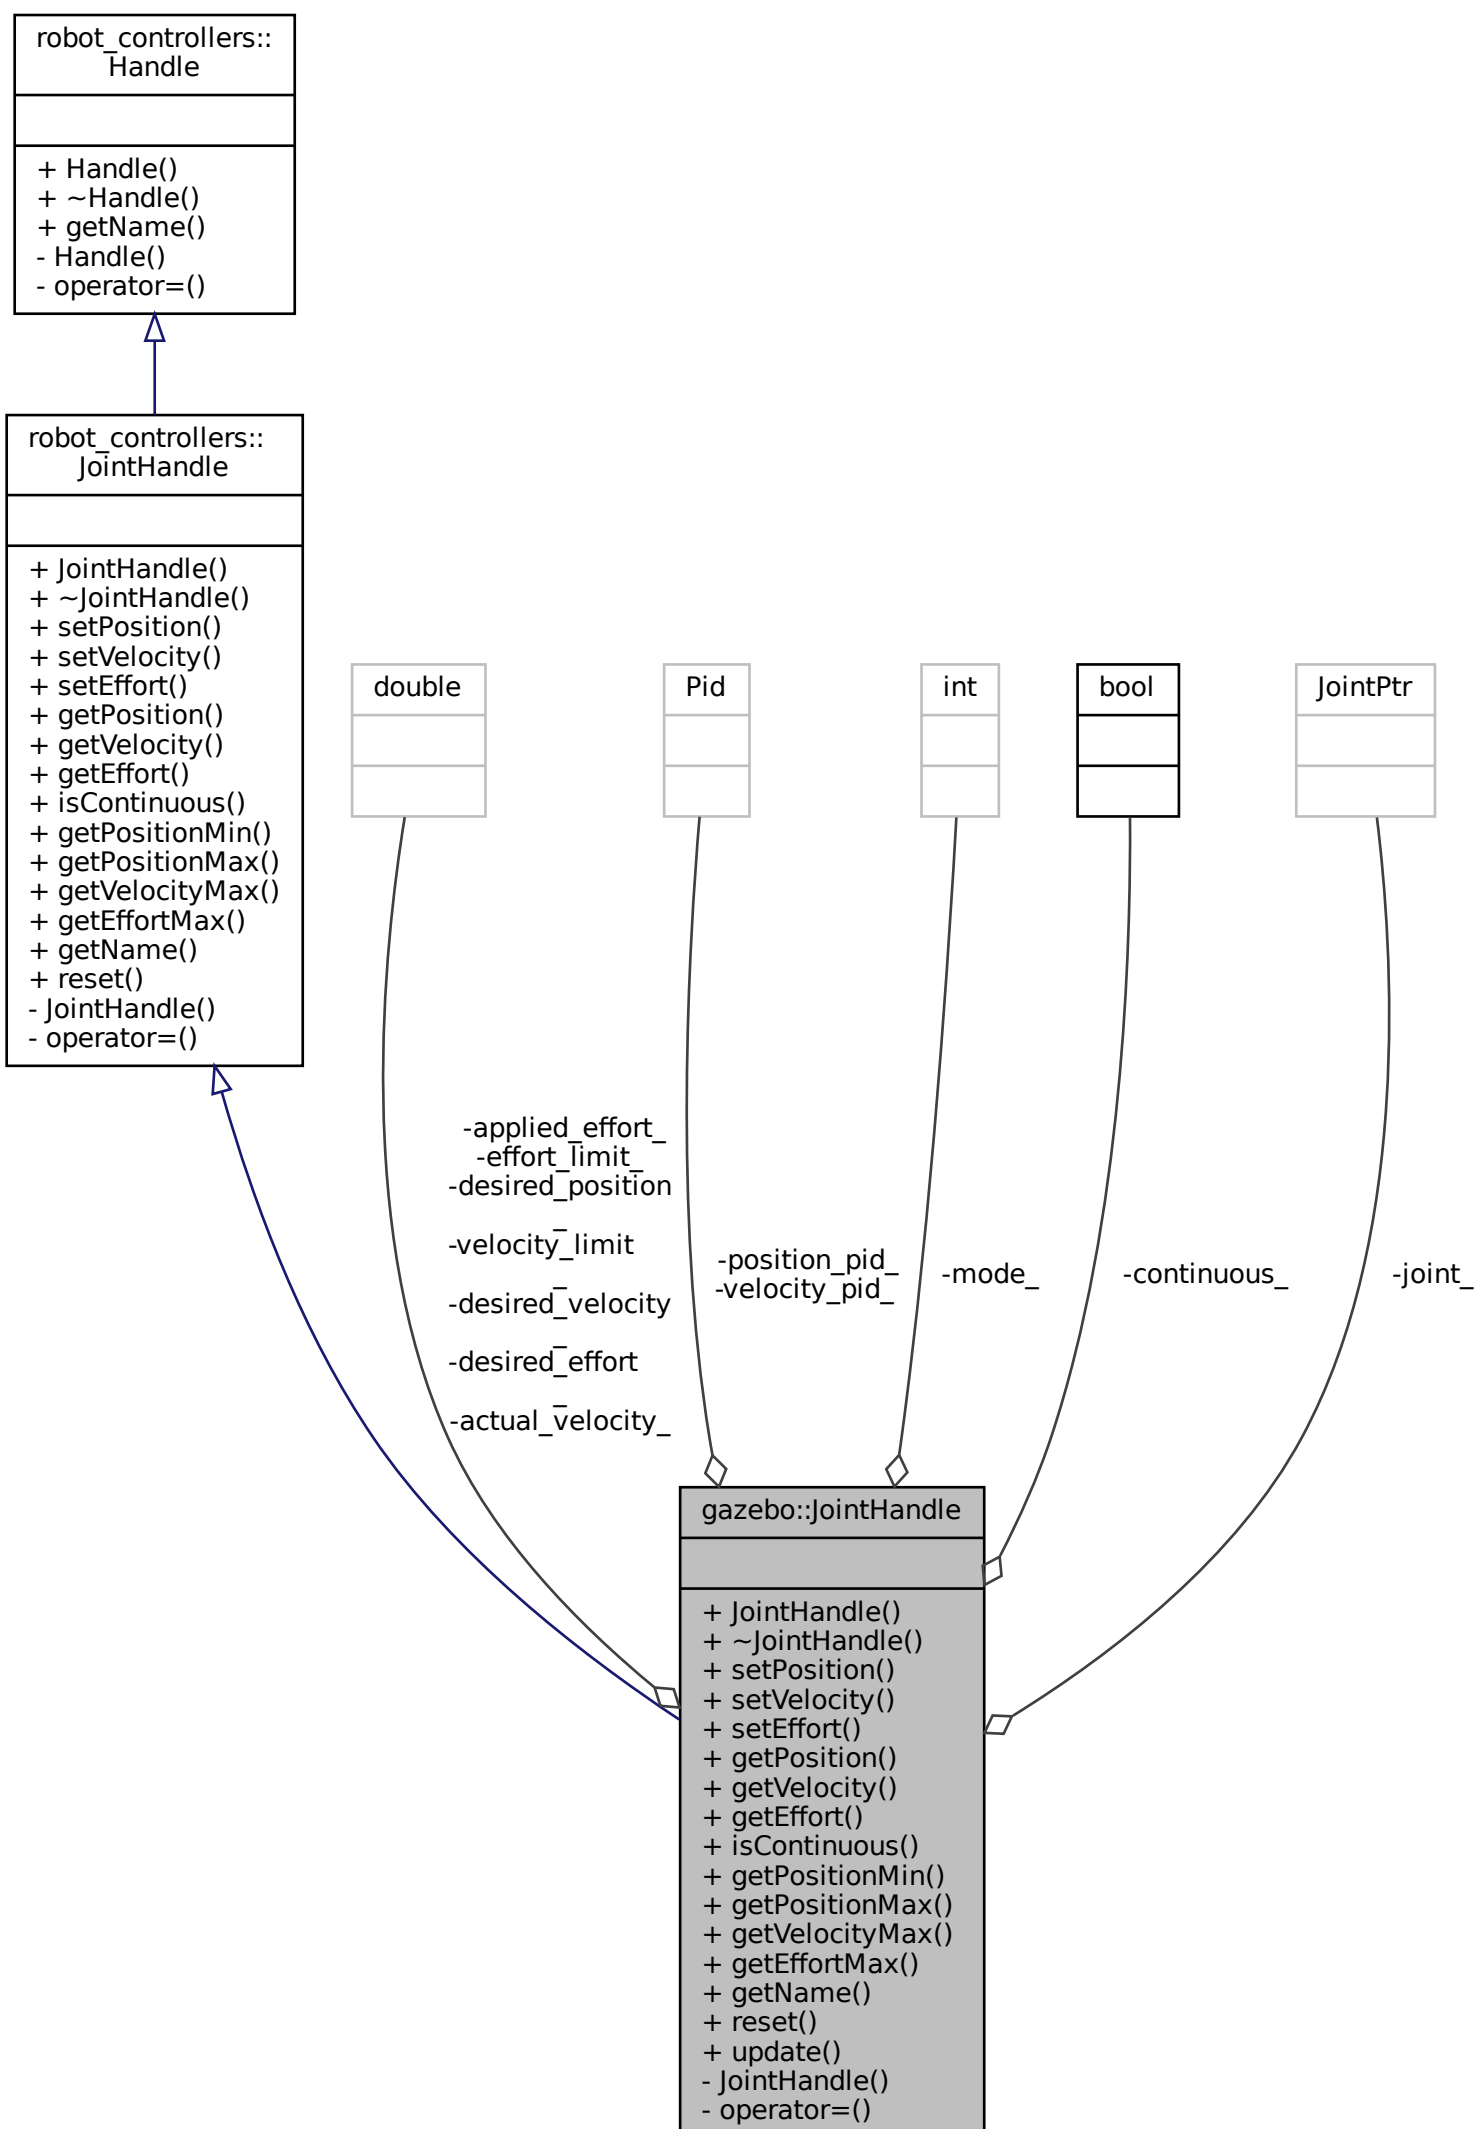 robot_controllers::
Handle
+ Handle()
+ ~Handle()
+ getName()
- Handle()
- operator=()
robot_controllers::
JointHandle
+ JointHandle()
+ ~JointHandle()
+ setPosition()
+ setVelocity()
+ setEffort()
+ getPosition()
+ getVelocity()
+ getEffort()
+ isContinuous()
+ getPositionMin()
+ getPositionMax()
+ getVelocityMax()
+ getEffortMax()
+ getName()
+ reset()
- JointHandle()
- operator=()
double
Pid
int
bool
JointPtr
-applied_effort_
-effort_limit_
-desired_position
_
-velocity_limit
_
-desired_velocity
_
-desired_effort
_
-actual_velocity_
-position_pid_
-velocity_pid_
-mode_
-continuous_
-joint_
gazebo::JointHandle
+ JointHandle()
+ ~JointHandle()
+ setPosition()
+ setVelocity()
+ setEffort()
+ getPosition()
+ getVelocity()
+ getEffort()
+ isContinuous()
+ getPositionMin()
+ getPositionMax()
+ getVelocityMax()
+ getEffortMax()
+ getName()
+ reset()
+ update()
- JointHandle()
- operator=()